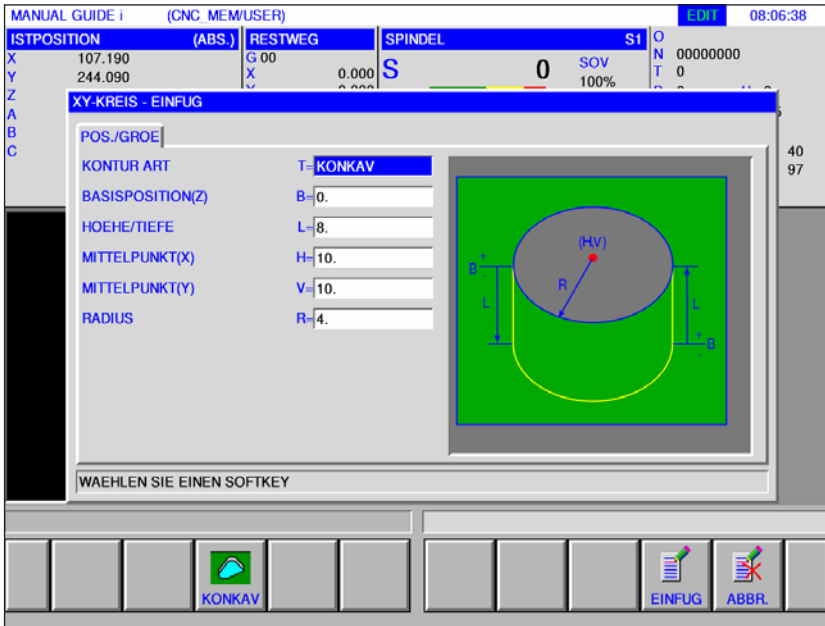 MANUAL GUIDE i (CNC_MEM/USER) EDIT 08:06:38
ISTPOSITION (ABS.) RESTWEG SPINDEL S1 O
X 107.190 G 00 S 0 SOV N 00000000
Y 244.090 X 0.000 100% T 0
Z
XY-KREIS - EINFUG
A
B
POS./GROE
C 40
KONTUR ART T= KONKAV 97
BASISPOSITION(Z) B= 0.
HOEHE/TIEFE L= 8.
MITTELPUNKT(X) H= 10.
MITTELPUNKT(Y) V= 10.
RADIUS R= 4.
(H,V)
+
B
-
R
L
L
+
B
-
WAEHLEN SIE EINEN SOFTKEY
KONKAV EINFUG ABBR.